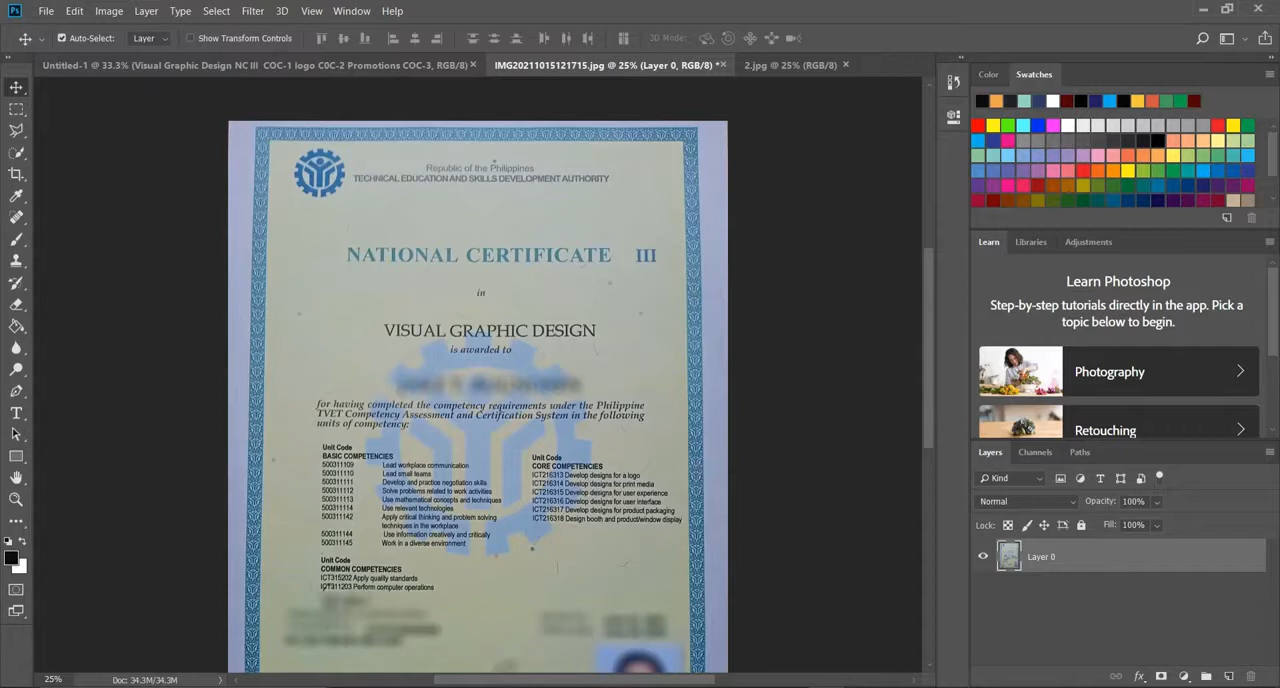 Ps File Edit Image Layer Type Select Filter 3D View Window Help
Auto-Select: Layer Show Transform Controls 3D Mode:
Untitled-1 @ 33.3% (Visual Graphic Design NC III COC-1 logo C0C-2 Promotions COC-3, RGB/8) × IMG20211015121715.jpg @ 25% (Layer 0, RGB/8) * × 2.jpg @ 25% (RGB/8) ×
Color Swatches
Republic of the Philippines
TECHNICAL EDUCATION AND SKILLS DEVELOPMENT AUTHORITY
NATIONAL CERTIFICATE III
in
VISUAL GRAPHIC DESIGN
is awarded to
for having completed the competency requirements under the Philippine
TVET Competency Assessment and Certification System in the following
units of competency:
Unit Code
BASIC COMPETENCIES
500311109 Lead workplace communication
500311110 Lead small teams
500311111 Develop and practice negotiation skills
500311112 Solve problems related to work activities
500311113 Use mathematical concepts and techniques
500311114 Use relevant technologies
500311142 Apply critical thinking and problem solving
techniques in the workplace
500311144 Use information creatively and critically
500311145 Work in a diverse environment
Unit Code
COMMON COMPETENCIES
ICT315202 Apply quality standards
ICT311203 Perform computer operations
Unit Code
CORE COMPETENCIES
ICT216313 Develop designs for a logo
ICT216314 Develop designs for print media
ICT216315 Develop designs for user experience
ICT216316 Develop designs for user interface
ICT216317 Develop designs for product packaging
ICT216318 Design booth and product/window display
Learn Libraries Adjustments
Learn Photoshop
Step-by-step tutorials directly in the app. Pick a
topic below to begin.
Photography
Retouching
Layers Channels Paths
Kind
Normal Opacity: 100%
Lock: Fill: 100%
Layer 0
25% Doc: 34.3M/34.3M
fx